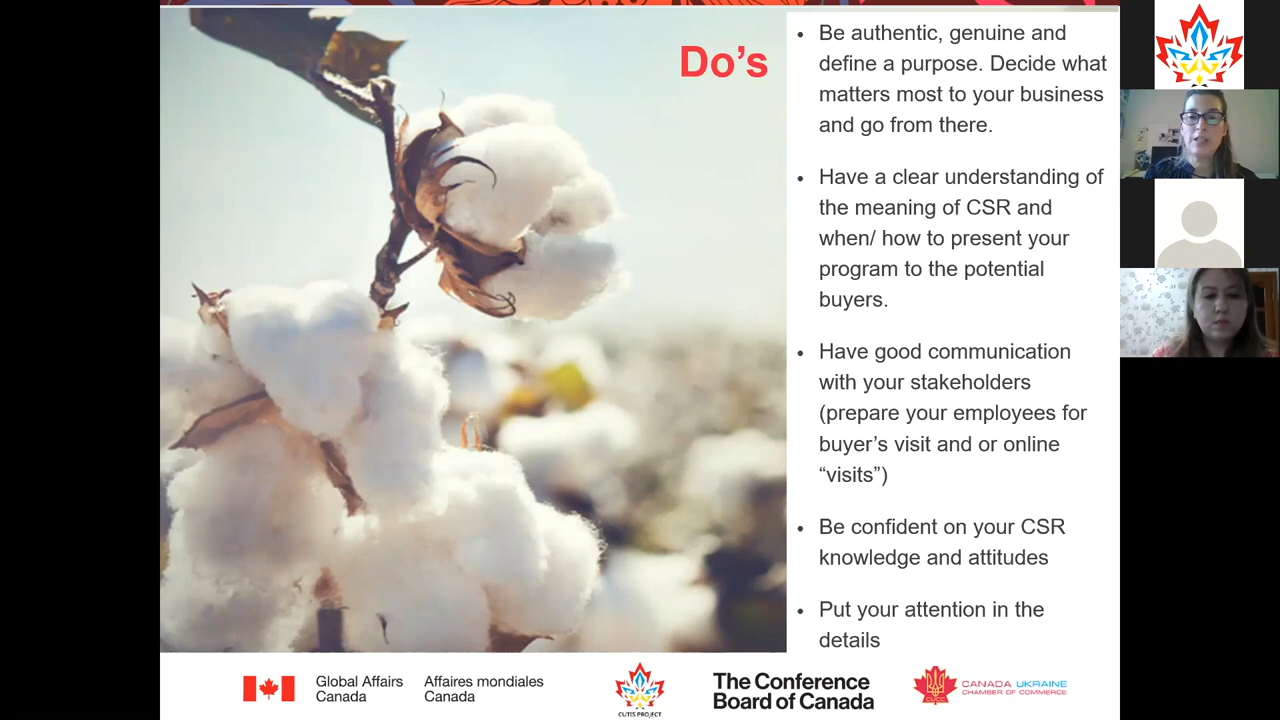 Do's
• Be authentic, genuine and
define a purpose. Decide what
matters most to your business
and go from there.
• Have a clear understanding of
the meaning of CSR and
when/ how to present your
program to the potential
buyers.
• Have good communication
with your stakeholders
(prepare your employees for
buyer's visit and or online
“visits”)
• Be confident on your CSR
knowledge and attitudes
• Put your attention in the
details
Global Affairs
Canada
Affaires mondiales
Canada
CUTIS PROJECT
The Conference
Board of Canada
CUCC
CANADA UKRAINE
CHAMBER OF COMMERCE